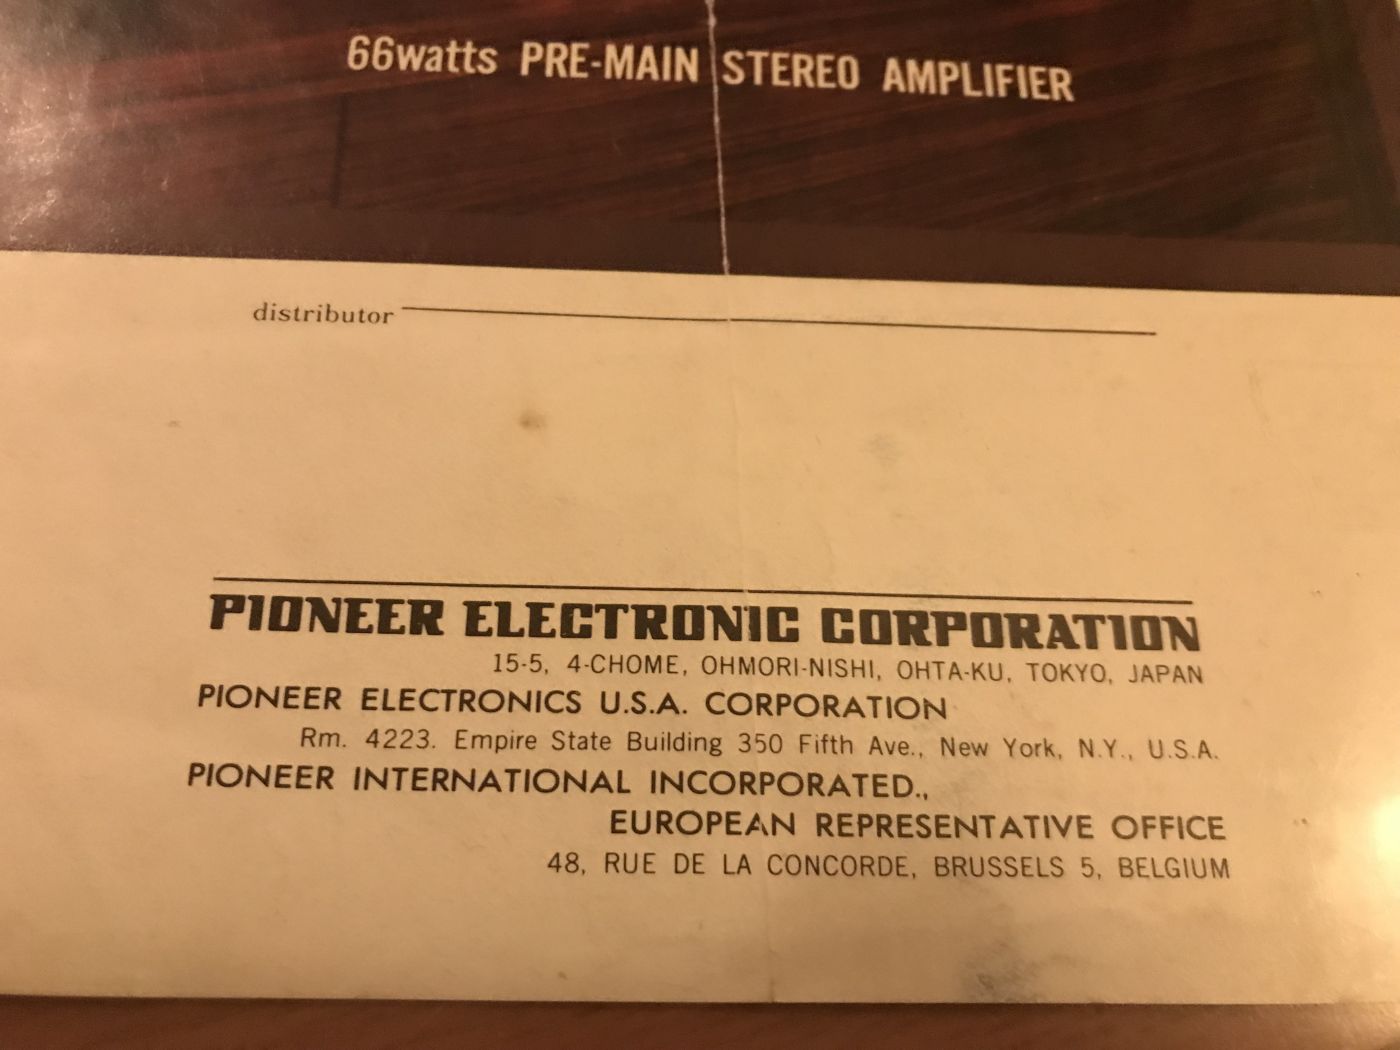 66watts PRE-MAIN STEREO AMPLIFIER
distributor
PIONEER ELECTRONIC CORPORATION
15-5, 4-CHOME, OHMORI-NISHI, OHTA-KU, TOKYO, JAPAN
PIONEER ELECTRONICS U.S.A. CORPORATION
Rm. 4223. Empire State Building 350 Fifth Ave., New York, N.Y., U.S.A.
PIONEER INTERNATIONAL INCORPORATED.,
EUROPEAN REPRESENTATIVE OFFICE
48, RUE DE LA CONCORDE, BRUSSELS 5, BELGIUM